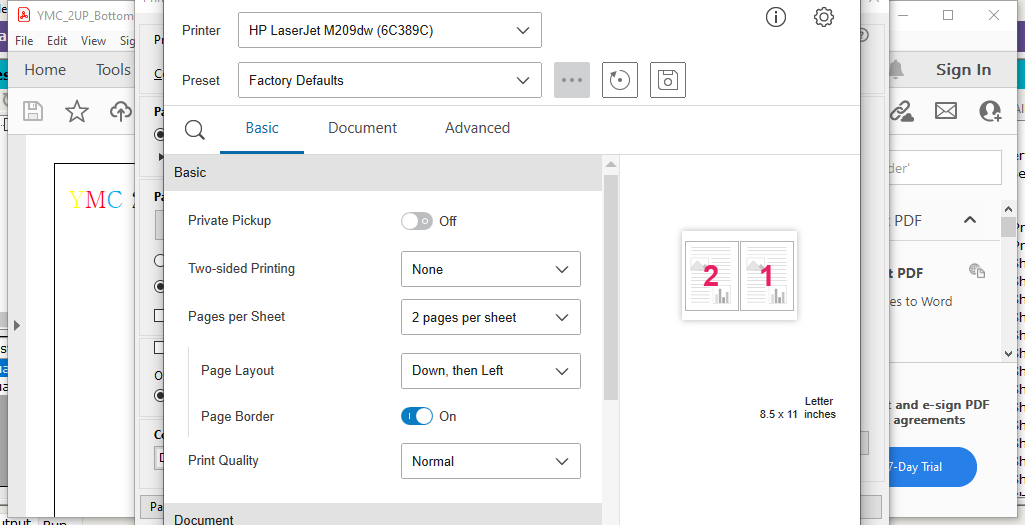 YMC_2UP_Bottom
File Edit View Sig
Home Tools
YMC 2
Printer HP LaserJet M209dw (6C389C)
Preset Factory Defaults
Basic Document Advanced
Basic
Private Pickup Off
Two-sided Printing None
Pages per Sheet 2 pages per sheet
Page Layout Down, then Left
Page Border On
Print Quality Normal
Document
2 1
Letter
8.5 x 11 inches
Sign In
der'
PDF
t PDF
es to Word
t and e-sign PDF
agreements
7-Day Trial